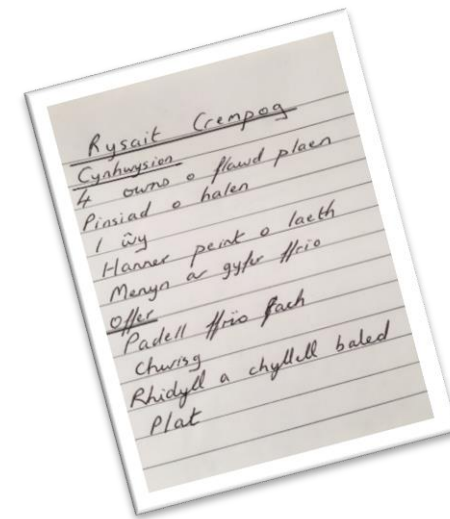 Rysait Crempog
Cynhwysion
4 owns o flawd plaen
Pinsiad o halen
1 ŵy
Hanner peint o laeth
Menyn ar gyfer ffrio
Offer
Padell ffrio fach
Chwisg
Rhidyll a chyllell baled
Plat